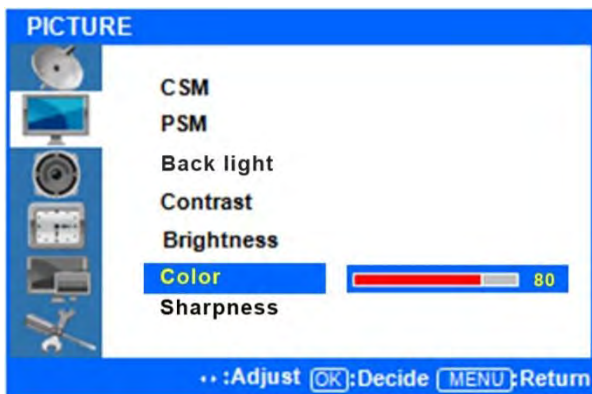 PICTURE
CSM
PSM
Back light
Contrast
Brightness
Color 80
Sharpness
:Adjust OK:Decide MENU:Return